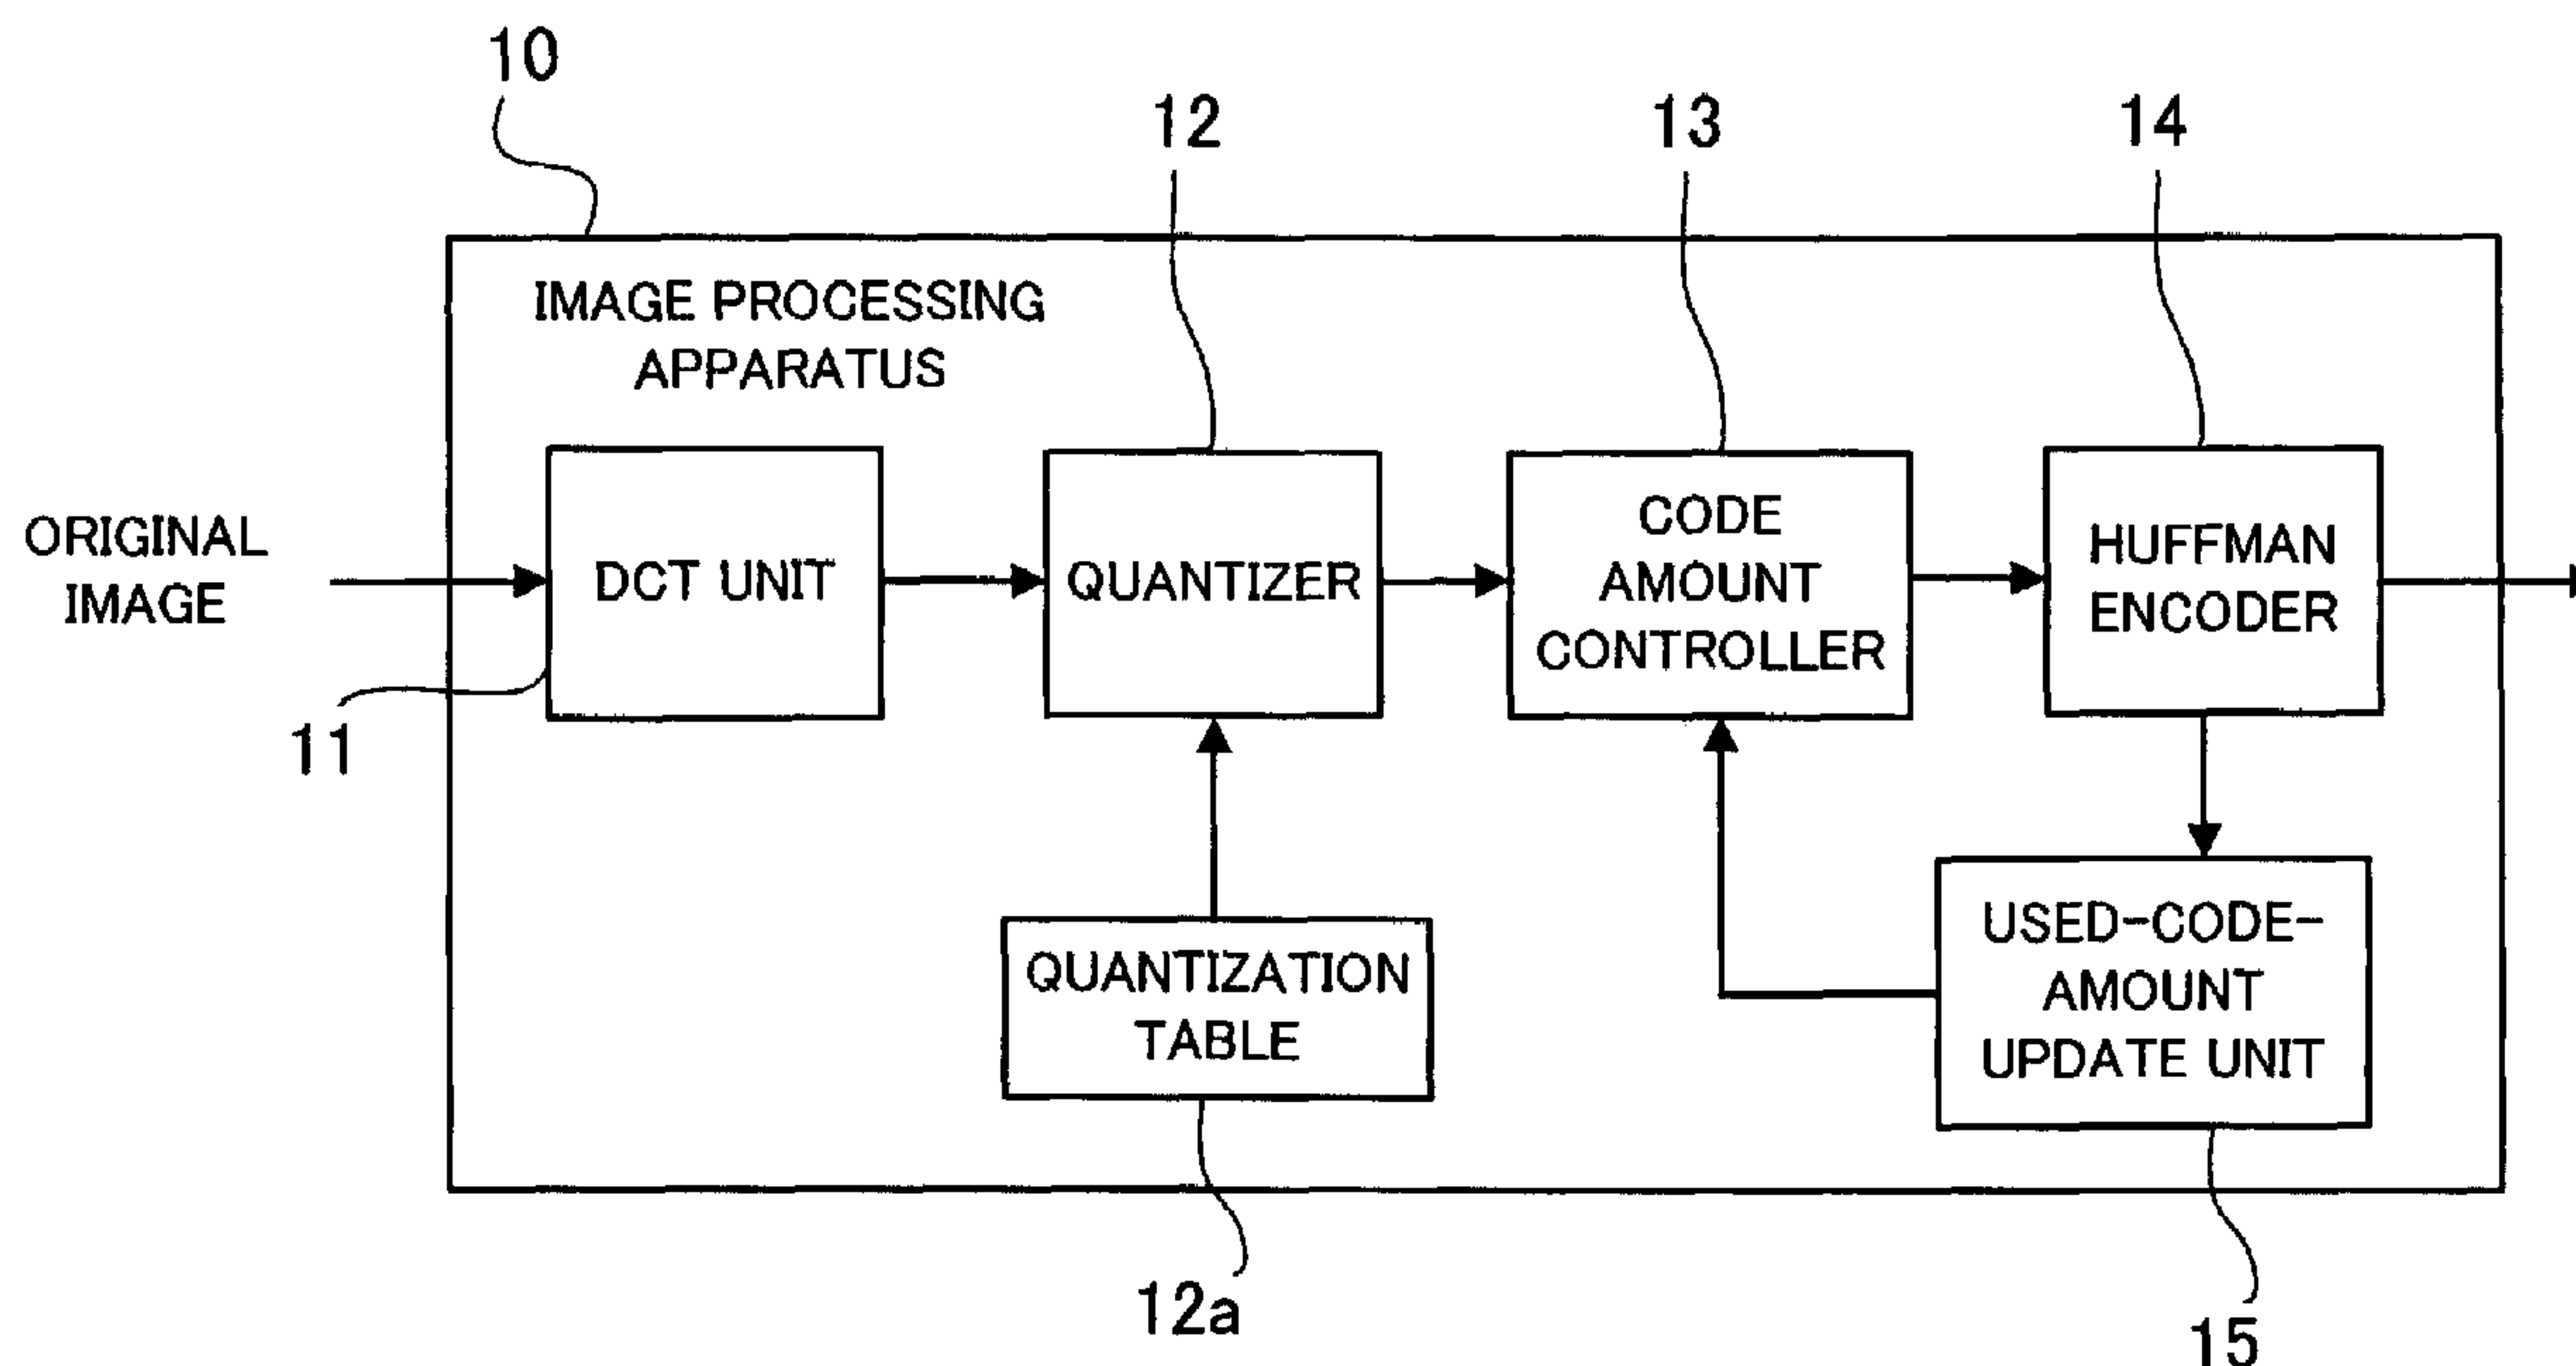 10
12
13
14
IMAGE PROCESSING
APPARATUS
ORIGINAL
IMAGE
DCT UNIT
QUANTIZER
CODE
AMOUNT
CONTROLLER
HUFFMAN
ENCODER
11
QUANTIZATION
TABLE
USED-CODE-
AMOUNT
UPDATE UNIT
12a
15